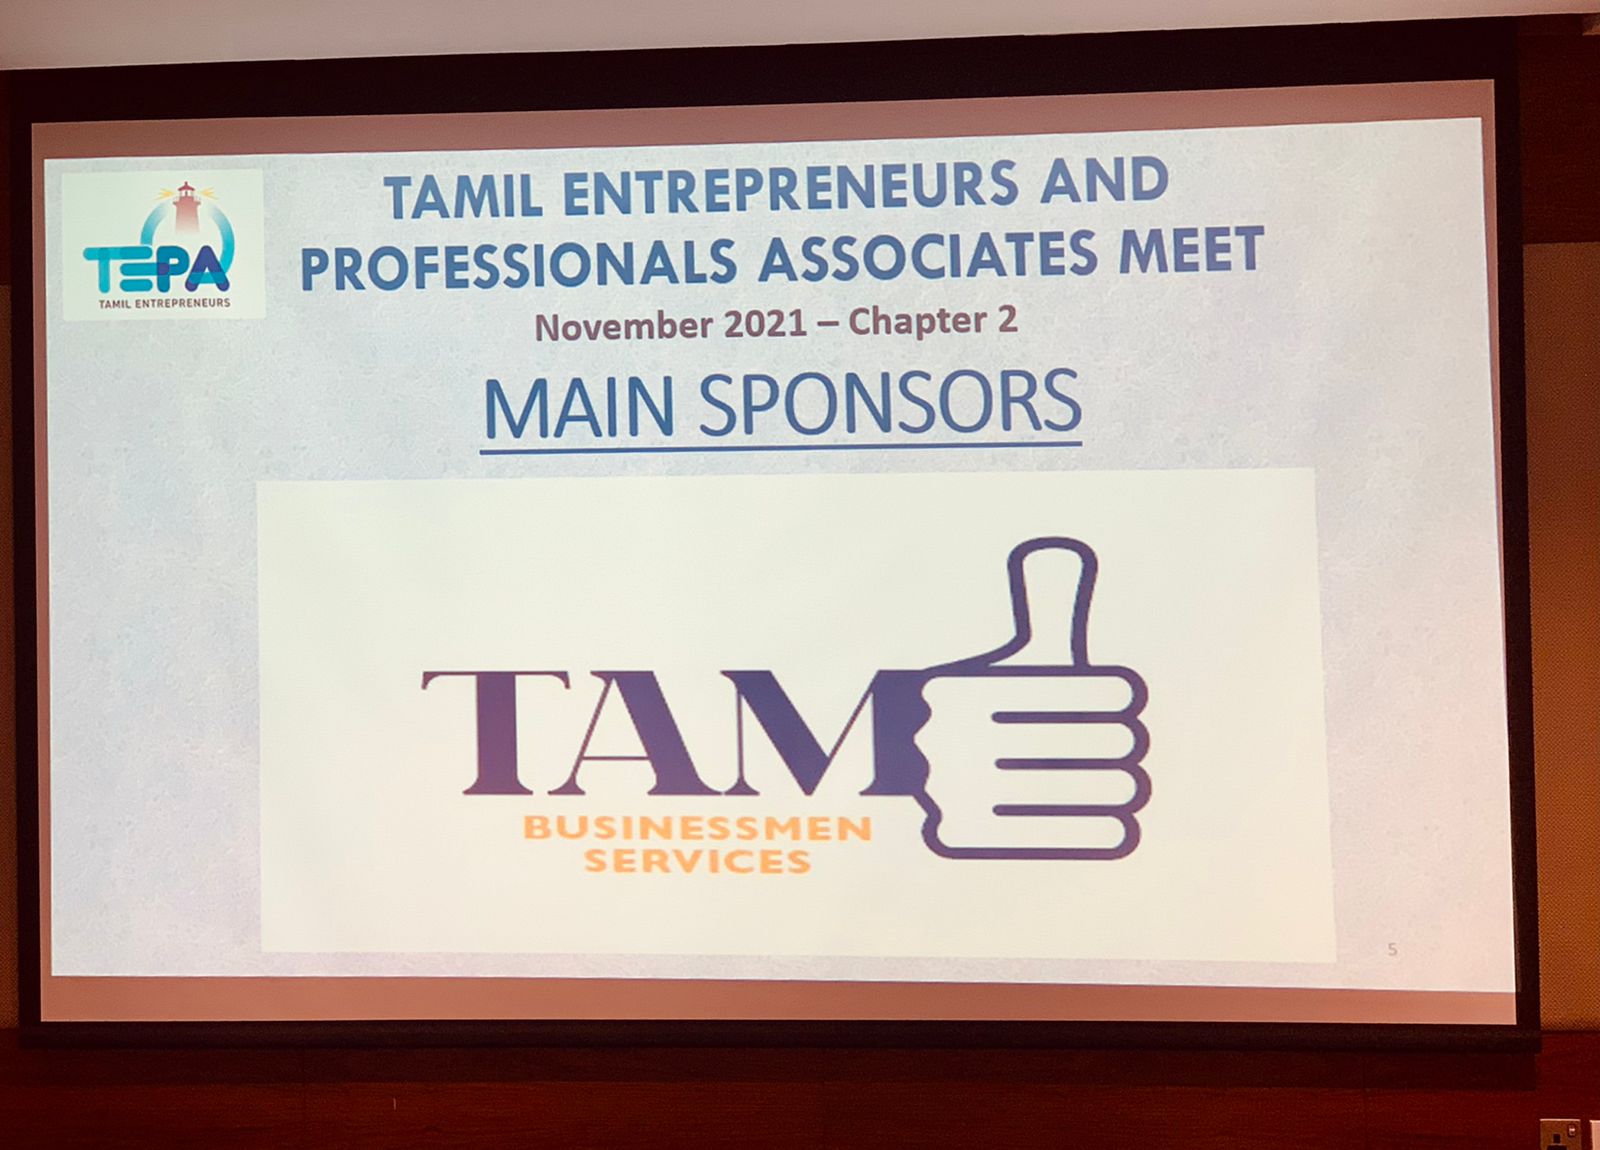 TEPA
TAMIL ENTREPRENEURS
TAMIL ENTREPRENEURS AND
PROFESSIONALS ASSOCIATES MEET
November 2021 – Chapter 2
MAIN SPONSORS
TAM
BUSINESSMEN
SERVICES
5